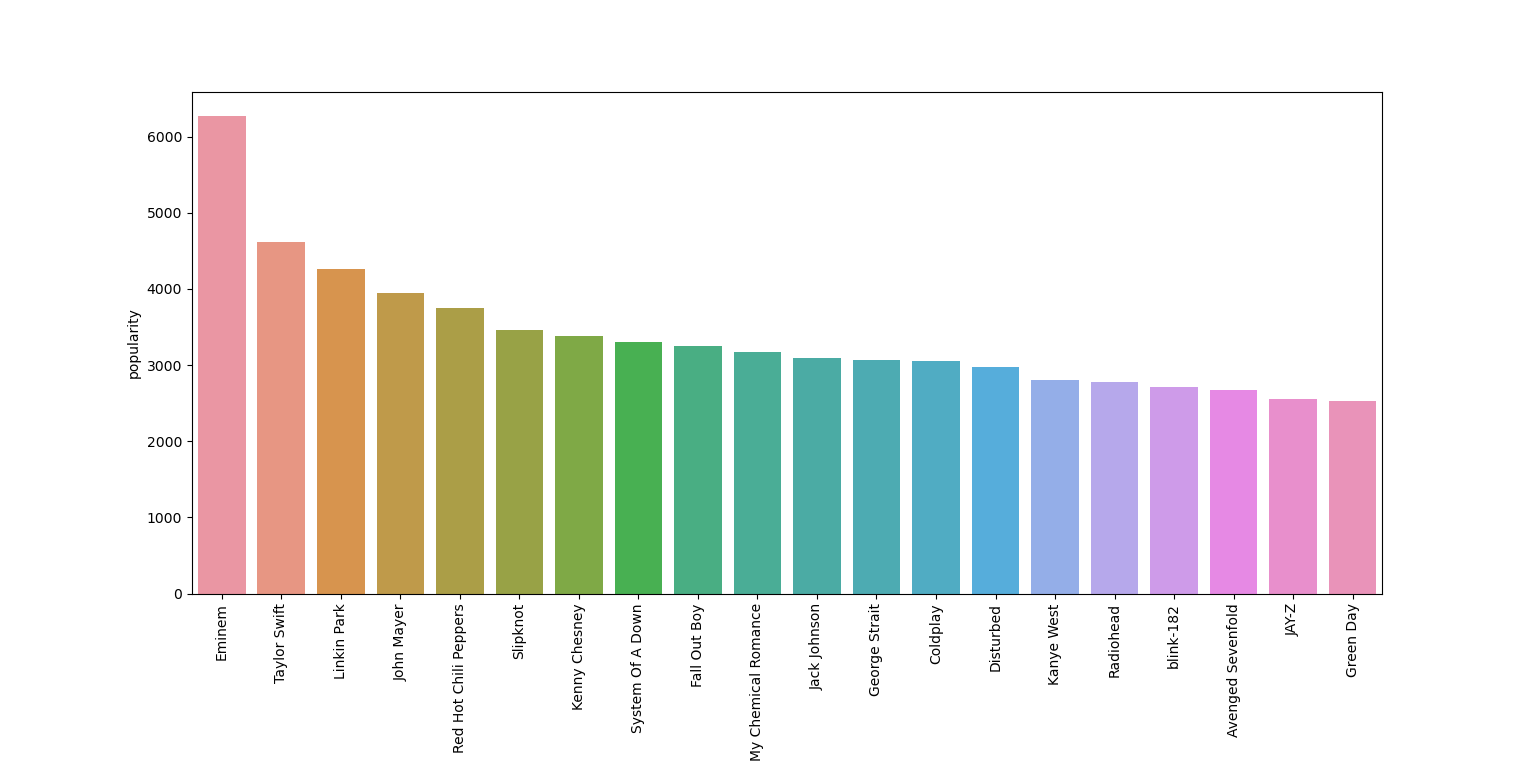 popularity
6000
5000
4000
3000
2000
1000
0
Eminem
Taylor Swift
Linkin Park
John Mayer
Red Hot Chili Peppers
Slipknot
Kenny Chesney
System Of A Down
Fall Out Boy
My Chemical Romance
Jack Johnson
George Strait
Coldplay
Disturbed
Kanye West
Radiohead
blink-182
Avenged Sevenfold
JAY-Z
Green Day